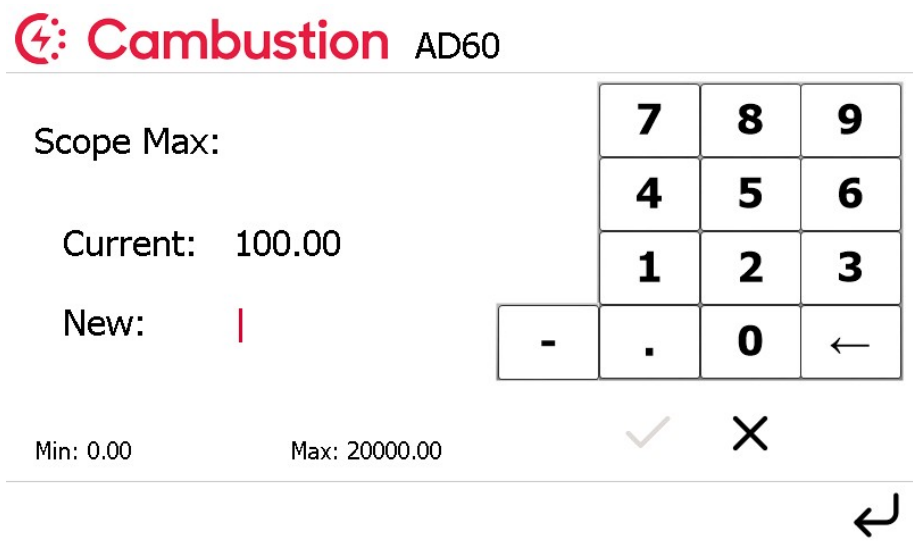 Cambustion AD60
Scope Max:
Current: 100.00
New:
7 8 9
4 5 6
1 2 3
- . 0 ←
Min: 0.00 Max: 20000.00